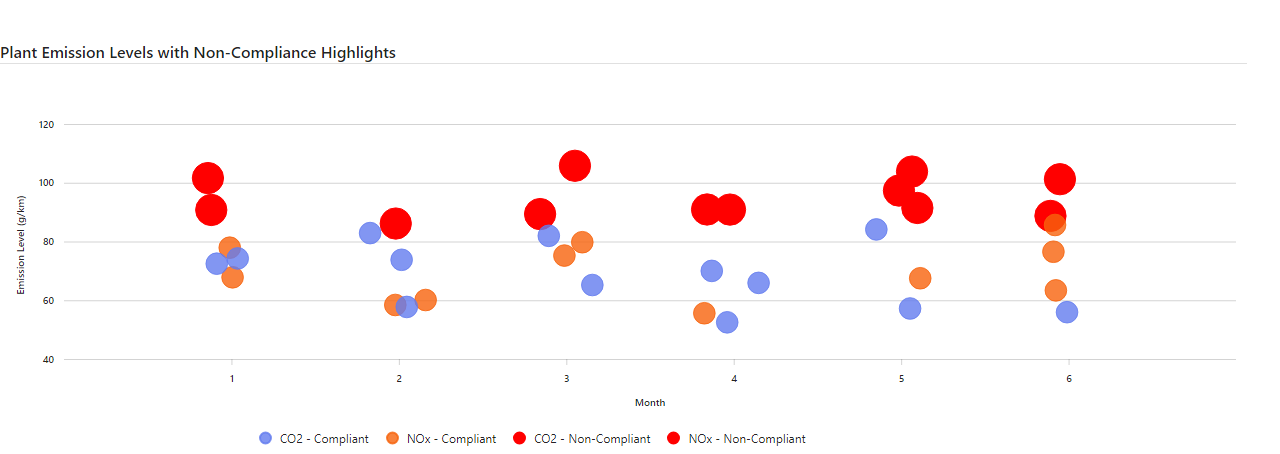 Plant Emission Levels with Non-Compliance Highlights
120
100
80
60
40
Emission Level (g/km)
1 2 3 4 5 6
Month
CO2 - Compliant NOx - Compliant CO2 - Non-Compliant NOx - Non-Compliant